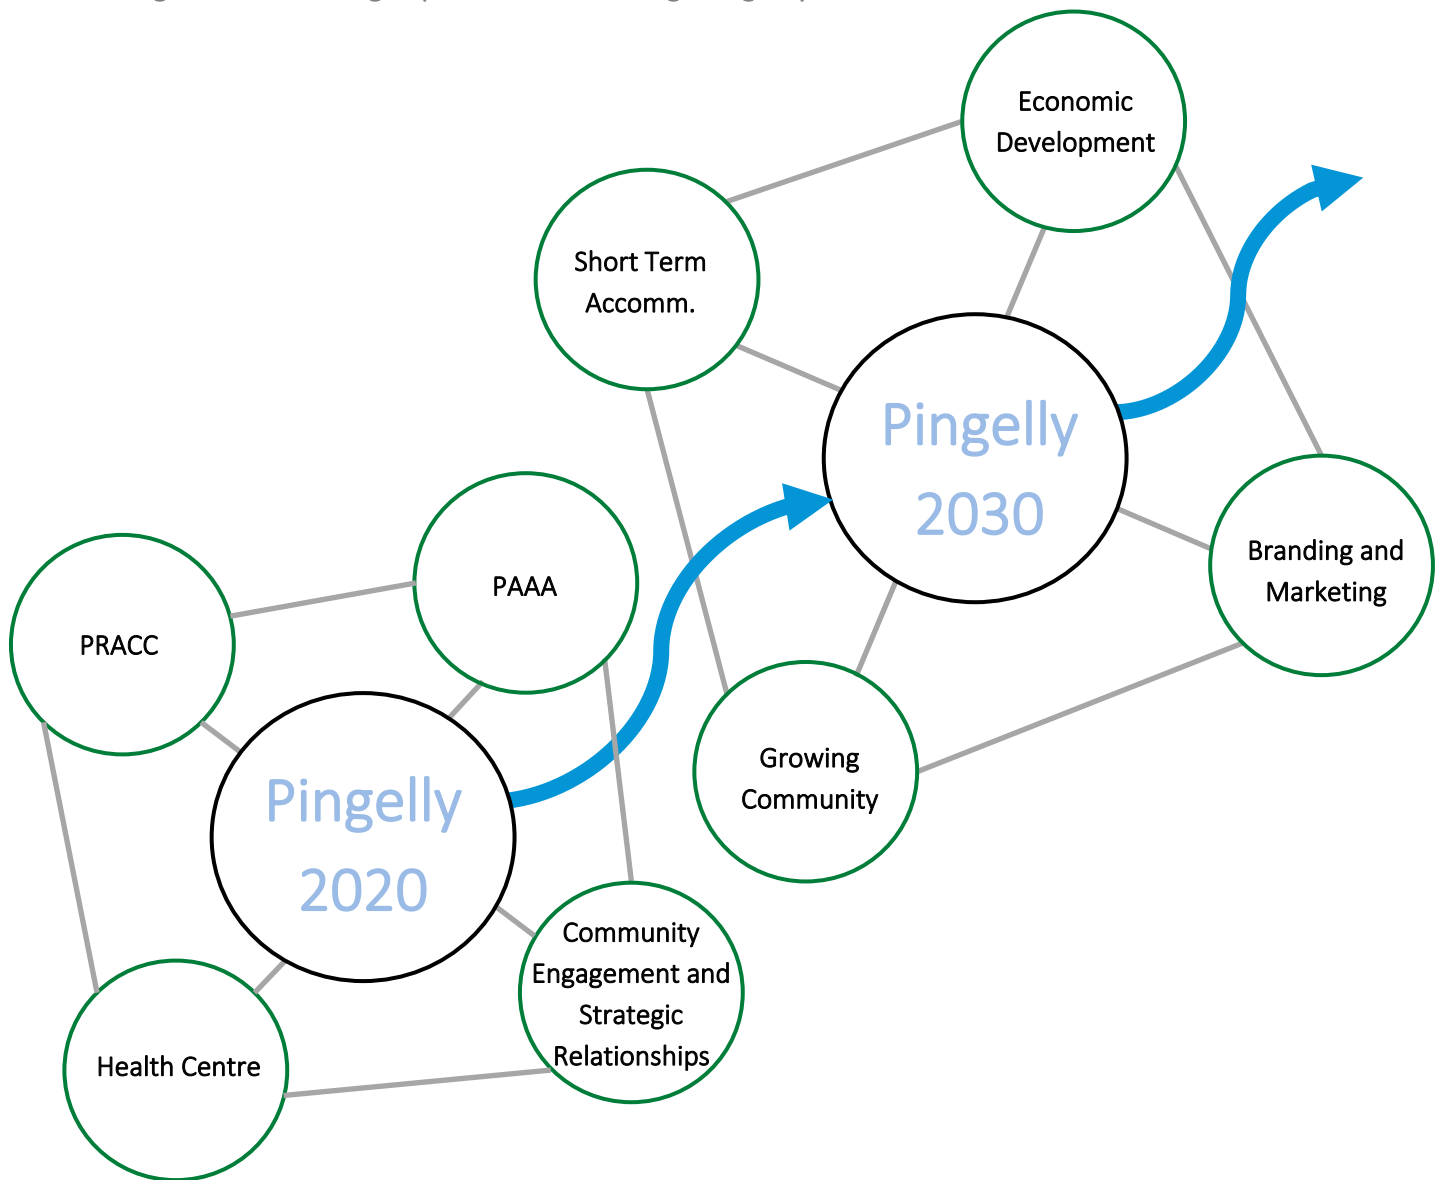 Economic
Development
Short Term
Accomm.
Pingelly
2030
Branding and
Marketing
PAAA
PRACC
Growing
Community
Pingelly
2020
Community
Engagement and
Strategic
Relationships
Health Centre